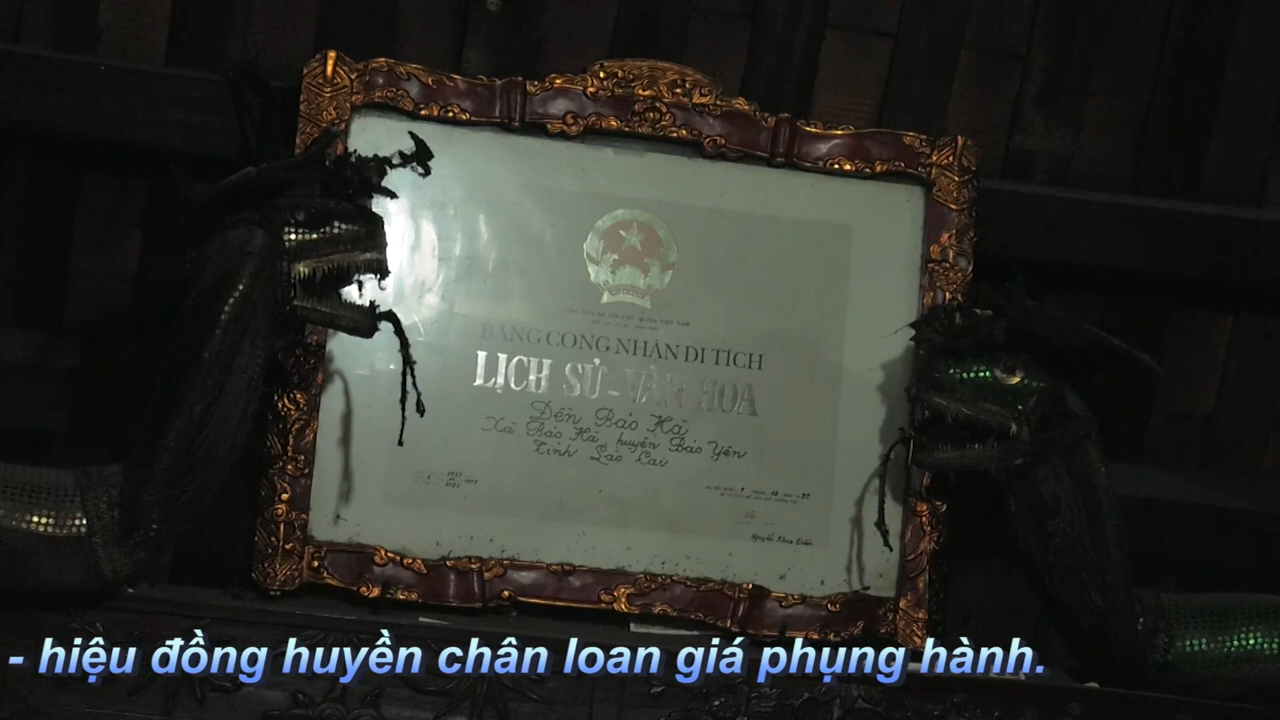 BẰNG CÔNG NHẬN DI TÍCH
LỊCH SỬ - VĂN HÓA
Đền Bảo Hà
Xã Bảo Hà, huyện Bảo Yên
Tỉnh Lào Cai
- hiệu đồng huyền chân loan giá phụng hành.